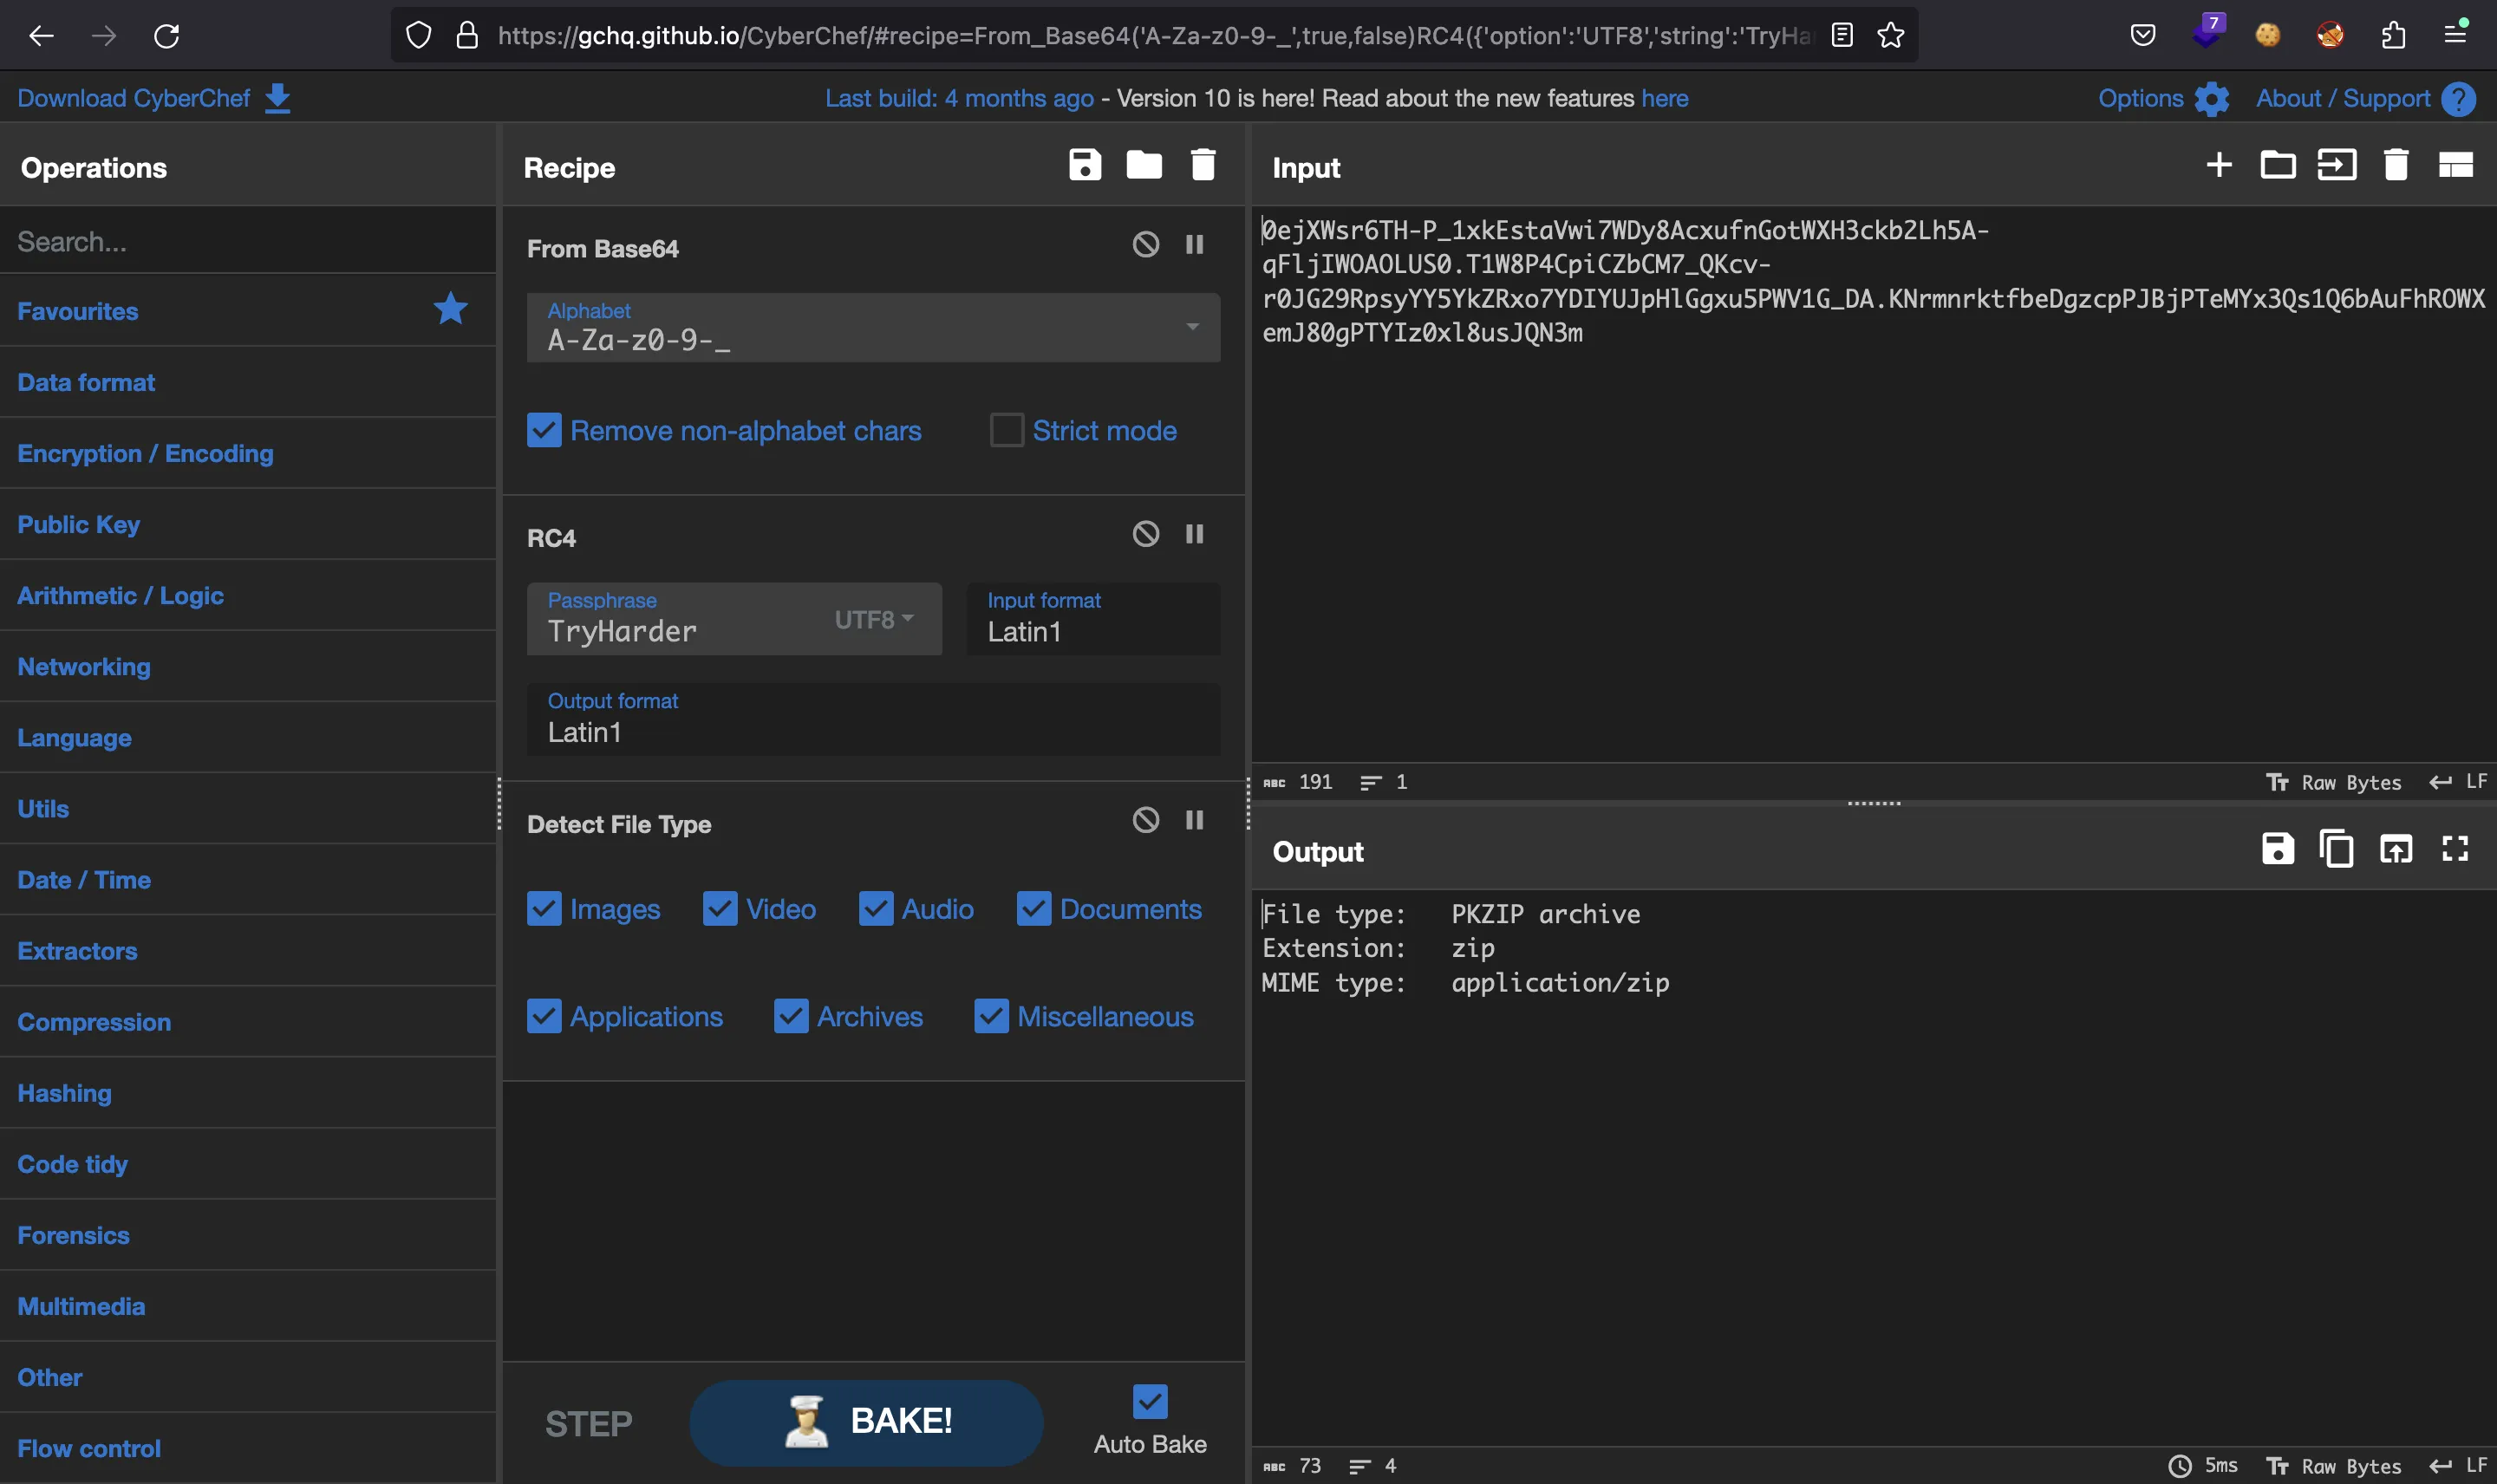 https://gchq.github.io/CyberChef/#recipe=From_Base64('A-Za-z0-9-_',true,false)RC4({'option':'UTF8','string':'TryHa
7
Download CyberChef
Last build: 4 months ago - Version 10 is here! Read about the new features here
Options
About / Support
Operations
Search...
Favourites
Data format
Encryption / Encoding
Public Key
Arithmetic / Logic
Networking
Language
Utils
Date / Time
Extractors
Compression
Hashing
Code tidy
Forensics
Multimedia
Other
Flow control
Recipe
From Base64
Alphabet
A-Za-z0-9-_
Remove non-alphabet chars
Strict mode
RC4
Passphrase
TryHarder
UTF8
Input format
Latin1
Output format
Latin1
Detect File Type
Images
Video
Audio
Documents
Applications
Archives
Miscellaneous
STEP
BAKE!
Auto Bake
Input
0ejXWsr6TH-P_1xkEstaVwi7WDy8AcxufnGotWXH3ckb2Lh5A-
qFljIWOAOLUS0.T1W8P4CpiCZbCM7_QKcv-
r0JG29RpsyYY5YkZRxo7YDIYUJpHlGgxu5PWV1G_DA.KNrmnrktfbeDgzcpPJBjPTeMYx3Qs1Q6bAuFhROWX
emJ80gPTYIz0xl8usJQN3m
ABC 191
1
Tr Raw Bytes
LF
Output
File type: PKZIP archive
Extension: zip
MIME type: application/zip
ABC 73
4
5ms
Tr Raw Bytes
LF